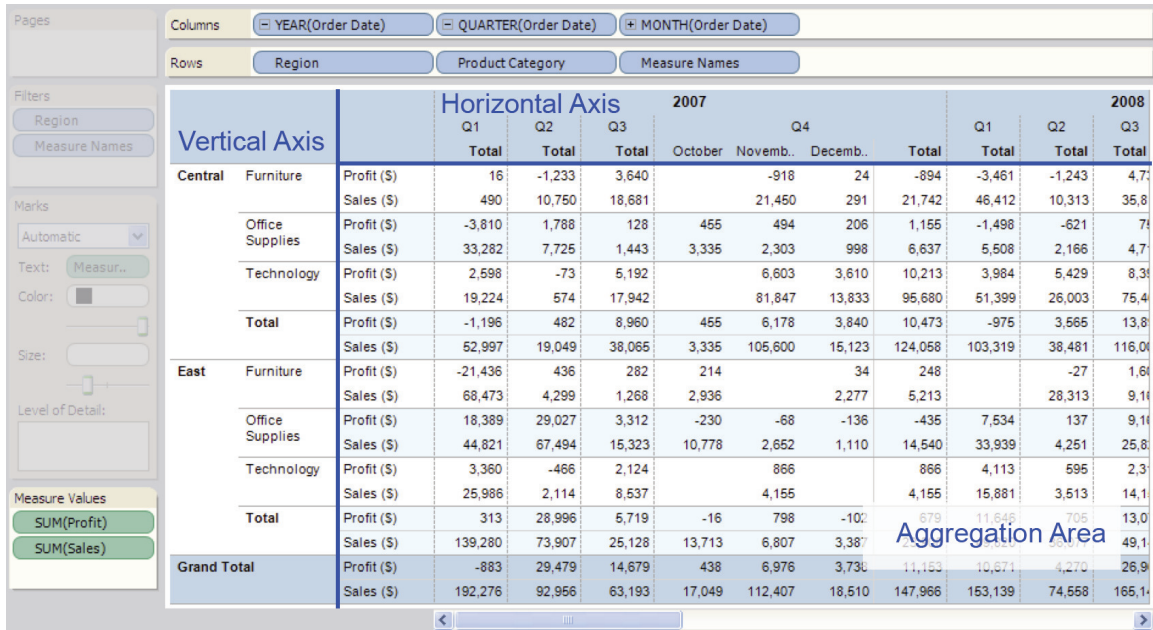 Pages
Columns YEAR(Order Date) QUARTER(Order Date) MONTH(Order Date)
Rows Region Product Category Measure Names
Filters
Region
Measure Names
Marks
Automatic
Text: Measur..
Color:
Size:
Level of Detail:
Measure Values
SUM(Profit)
SUM(Sales)
Horizontal Axis 2007 2008
Vertical Axis
Q1 Q2 Q3 Q4 Q1 Q2 Q3
Total Total Total October Novemb.. Decemb.. Total Total Total Total
Central Furniture Profit ($) 16 -1,233 3,640 -918 24 -894 -3,461 -1,243
Sales ($) 490 10,750 18,681 21,450 291 21,742 46,412 10,313
Office Supplies Profit ($) -3,810 1,788 128 455 494 206 1,155 -1,498 -621
Sales ($) 33,282 7,725 1,443 3,335 2,303 998 6,637 5,508 2,166
Technology Profit ($) 2,598 -73 5,192 6,603 3,610 10,213 3,984 5,429
Sales ($) 19,224 574 17,942 81,847 13,833 95,680 51,399 26,003
Total Profit ($) -1,196 482 8,960 455 6,178 3,840 10,473 -975 3,565
Sales ($) 52,997 19,049 38,065 3,335 105,600 15,123 124,058 103,319 38,481
East Furniture Profit ($) -21,436 436 282 214 34 248 -27
Sales ($) 68,473 4,299 1,268 2,936 2,277 5,213 28,313
Office Supplies Profit ($) 18,389 29,027 3,312 -230 -68 -136 -435 7,534 137
Sales ($) 44,821 67,494 15,323 10,778 2,652 1,110 14,540 33,939 4,251
Technology Profit ($) 3,360 -466 2,124 866 866 4,113 595
Sales ($) 25,986 2,114 8,537 4,155 4,155 15,881 3,513
Total Profit ($) 313 28,996 5,719 -16 798 -102 679 11,646 705
Sales ($) 139,280 73,907 25,128 13,713 6,807 3,387
Aggregation Area
Grand Total Profit ($) -883 29,479 14,679 438 6,976 3,738 11,153 10,671 4,270
Sales ($) 192,276 92,956 63,193 17,049 112,407 18,510 147,966 153,139 74,558